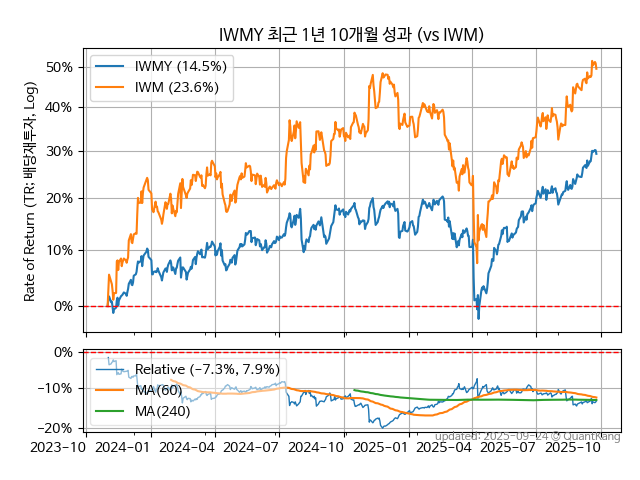 IWMY 최근 1년 10개월 성과 (vs IWM)
Rate of Return (TR: 배당재투자, Log)
50%
40%
30%
20%
10%
0%
IWMY (14.5%)
IWM (23.6%)
0%
−10%
−20%
Relative (−7.3%, 7.9%)
MA(60)
MA(240)
2023−10 2024−01 2024−04 2024−07 2024−10 2025−01 2025−04 2025−07 2025−10
updated: 2025−09−24 © QuantKang